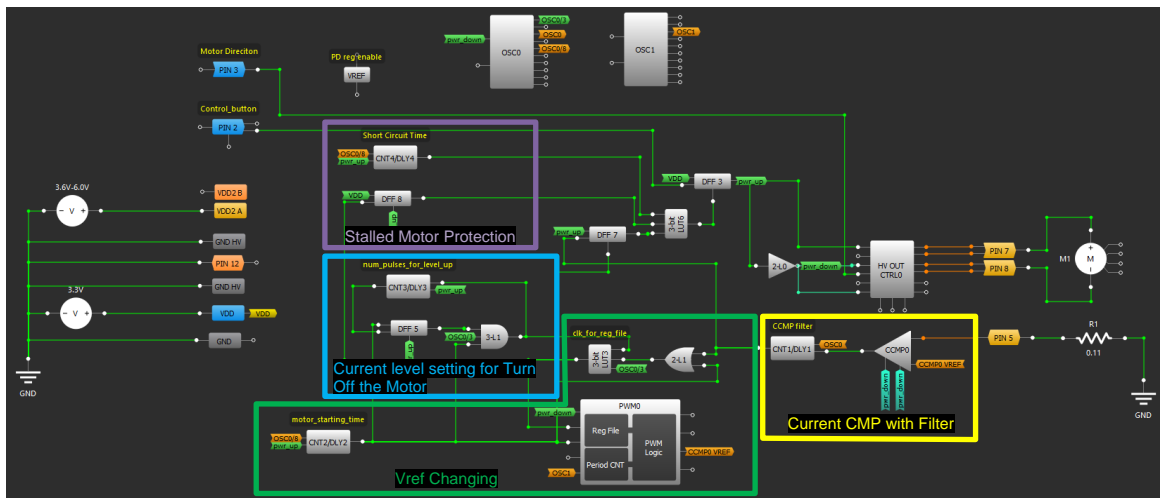 OSC0/3
pwr_down
OSC0
OSC0
OSC0/8
OSC1
OSC1
Motor Direciton
PIN 3
PD reg enable
VREF
Control_button
PIN 2
Short Circuit Time
OSC0/8
pwr_up
CNT4/DLY4
VDD
DFF 8
Stalled Motor Protection
VDD
DFF 3
pwr_up
3-bit
LUT6
pwr_up
DFF 7
3.6V-6.0V
- V +
VDD2 B
VDD2 A
GND HV
PIN 12
GND HV
3.3V
- V +
VDD
VDD
GND
GND
num_pulses_for_level_up
CNT3/DLY3
pwr_up
DFF 5
pwr_up
OSC0/3
3-L1
Current level setting for Turn
Off the Motor
2-L0
pwr_down
HV OUT
CTRL0
PIN 7
PIN 8
M1
M
clk_for_reg_file
3-bit
LUT3
OSC0/3
2-L1
CCMP filter
CNT1/DLY1
OSC0
CCMP0
CCMP0 VREF
pwr_down
pwr_down
Current CMP with Filter
PIN 5
R1
0.11
GND
motor_starting_time
OSC0/8
pwr_up
CNT2/DLY2
PWM0
pwr_down
Reg File
Period CNT
PWM
Logic
OSC1
CCMP0 VREF
Vref Changing